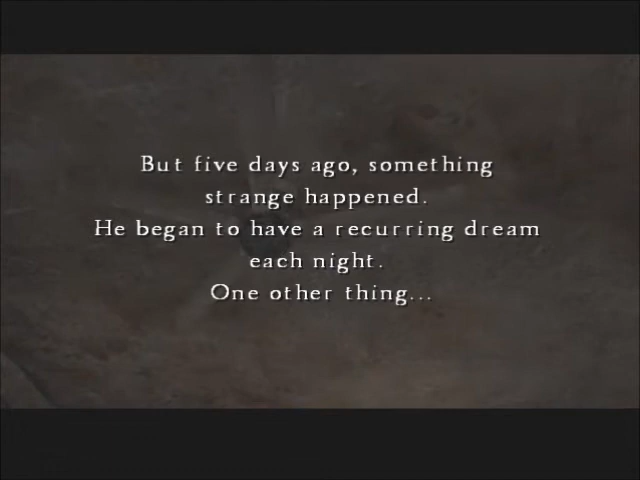 But five days ago, something
strange happened.
He began to have a recurring dream
each night.
One other thing...